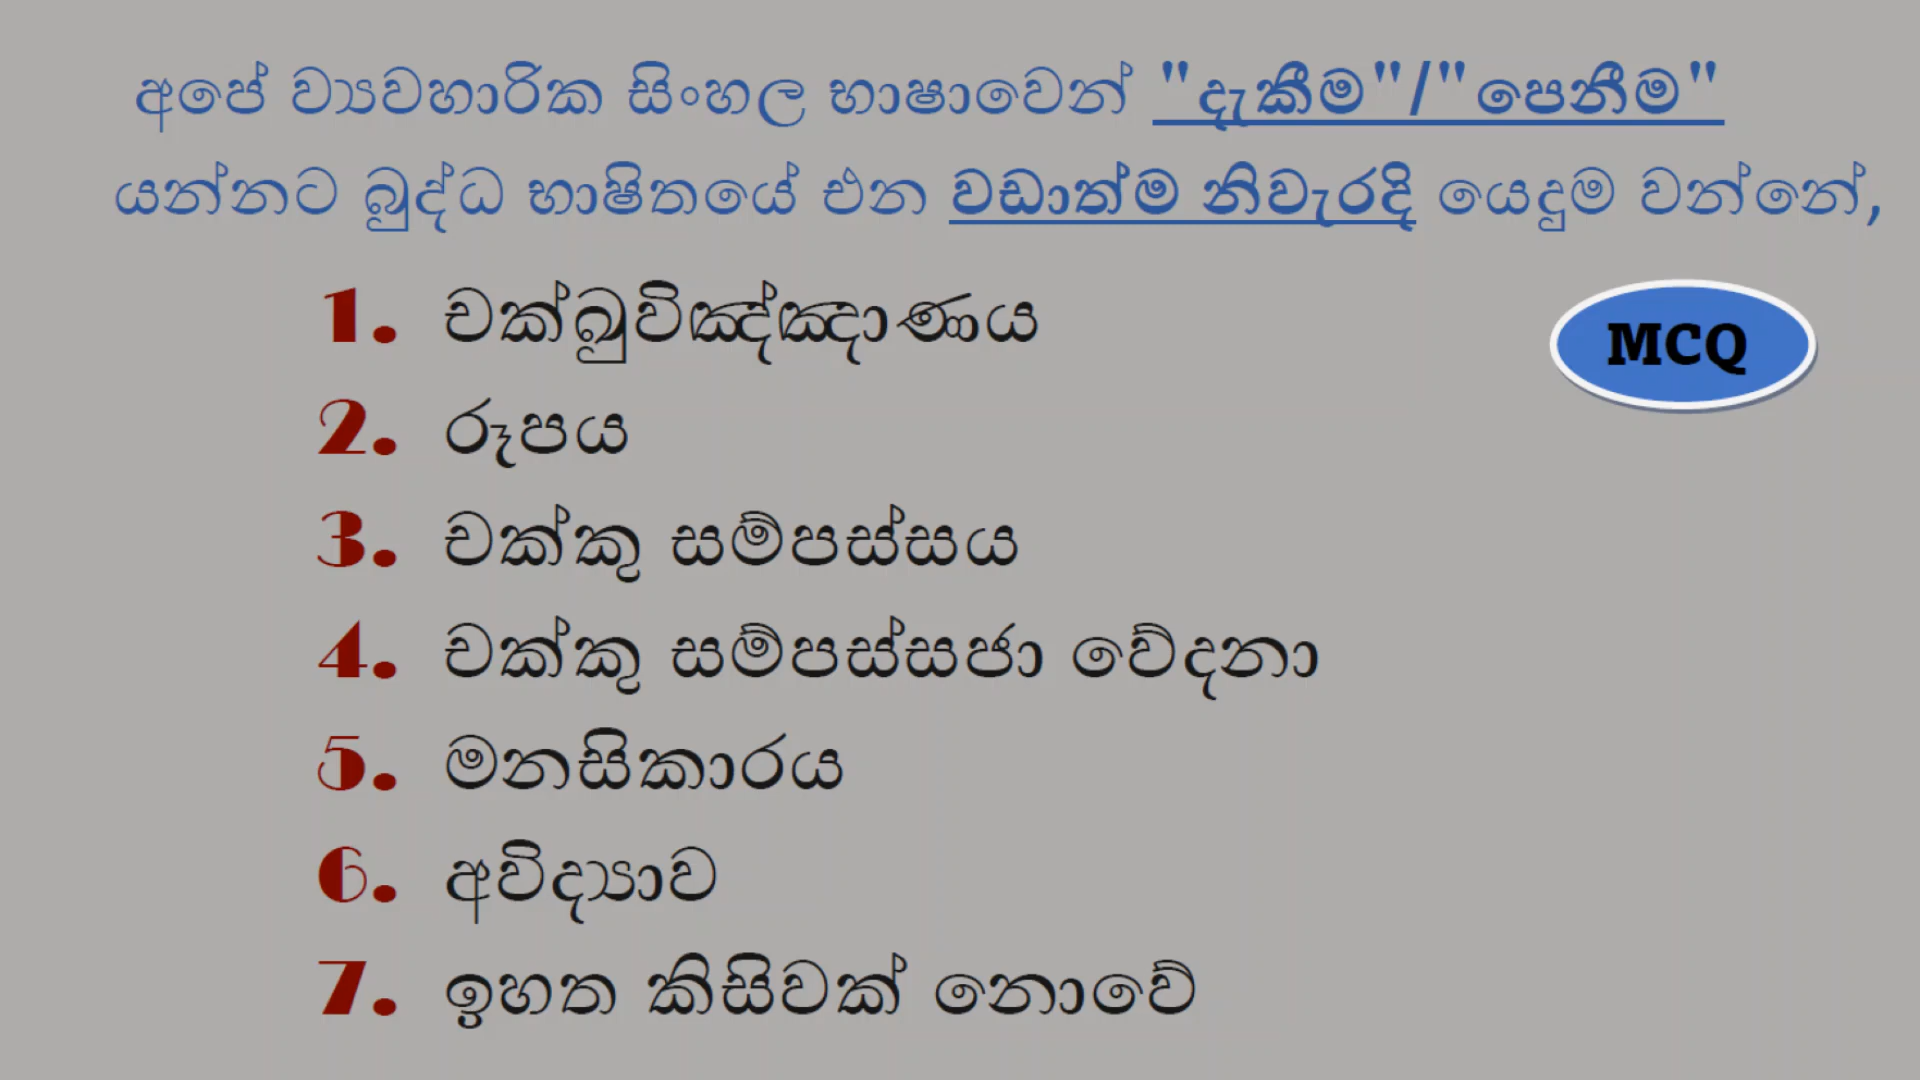 අපේ ව්‍යවහාරික සිංහල භාෂාවෙන් "දැකීම"/"පෙනීම"
යන්නට බුද්ධ භාෂිතයේ එන වඩාත්ම නිවැරදි යෙදුම වන්නේ,
1. චක්ඛුවිඤ්ඤාණය
MCQ
2. රූපය
3. චක්කු සම්පස්සය
4. චක්කු සම්පස්සජා වේදනා
5. මනසිකාරය
6. අවිද්‍යාව
7. ඉහත කිසිවක් නොවේ